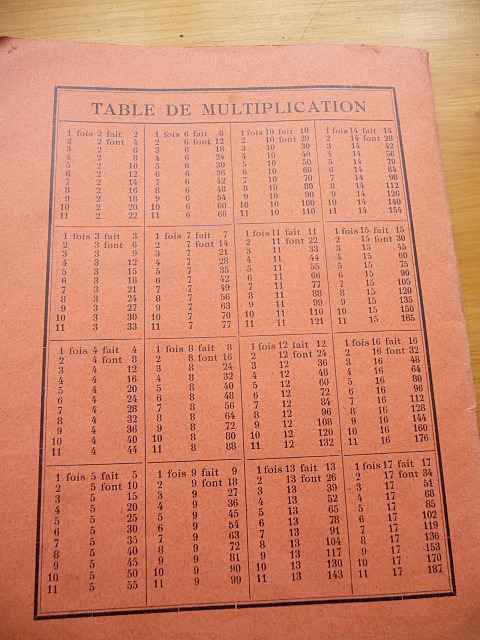 TABLE DE MULTIPLICATION
1 fois 2 fait 2
2 2 font 4
3 2 6
4 2 8
5 2 10
6 2 12
7 2 14
8 2 16
9 2 18
10 2 20
11 2 22
1 fois 3 fait 3
2 3 font 6
3 3 9
4 3 12
5 3 15
6 3 18
7 3 21
8 3 24
9 3 27
10 3 30
11 3 33
1 fois 4 fait 4
2 4 font 8
3 4 12
4 4 16
5 4 20
6 4 24
7 4 28
8 4 32
9 4 36
10 4 40
11 4 44
1 fois 5 fait 5
2 5 font 10
3 5 15
4 5 20
5 5 25
6 5 30
7 5 35
8 5 40
9 5 45
10 5 50
11 5 55
1 fois 6 fait 6
2 6 font 12
3 6 18
4 6 24
5 6 30
6 6 36
7 6 42
8 6 48
9 6 54
10 6 60
11 6 66
1 fois 7 fait 7
2 7 font 14
3 7 21
4 7 28
5 7 35
6 7 42
7 7 49
8 7 56
9 7 63
10 7 70
11 7 77
1 fois 8 fait 8
2 8 font 16
3 8 24
4 8 32
5 8 40
6 8 48
7 8 56
8 8 64
9 8 72
10 8 80
11 8 88
1 fois 9 fait 9
2 9 font 18
3 9 27
4 9 36
5 9 45
6 9 54
7 9 63
8 9 72
9 9 81
10 9 90
11 9 99
1 fois 10 fait 10
2 10 font 20
3 10 30
4 10 40
5 10 50
6 10 60
7 10 70
8 10 80
9 10 90
10 10 100
11 10 110
1 fois 11 fait 11
2 11 font 22
3 11 33
4 11 44
5 11 55
6 11 66
7 11 77
8 11 88
9 11 99
10 11 110
11 11 121
1 fois 12 fait 12
2 12 font 24
3 12 36
4 12 48
5 12 60
6 12 72
7 12 84
8 12 96
9 12 108
10 12 120
11 12 132
1 fois 13 fait 13
2 13 font 26
3 13 39
4 13 52
5 13 65
6 13 78
7 13 91
8 13 104
9 13 117
10 13 130
11 13 143
1 fois 14 fait 14
2 14 font 28
3 14 42
4 14 56
5 14 70
6 14 84
7 14 98
8 14 112
9 14 126
10 14 140
11 14 154
1 fois 15 fait 15
2 15 font 30
3 15 45
4 15 60
5 15 75
6 15 90
7 15 105
8 15 120
9 15 135
10 15 150
11 15 165
1 fois 16 fait 16
2 16 font 32
3 16 48
4 16 64
5 16 80
6 16 96
7 16 112
8 16 128
9 16 144
10 16 160
11 16 176
1 fois 17 fait 17
2 17 font 34
3 17 51
4 17 68
5 17 85
6 17 102
7 17 119
8 17 136
9 17 153
10 17 170
11 17 187